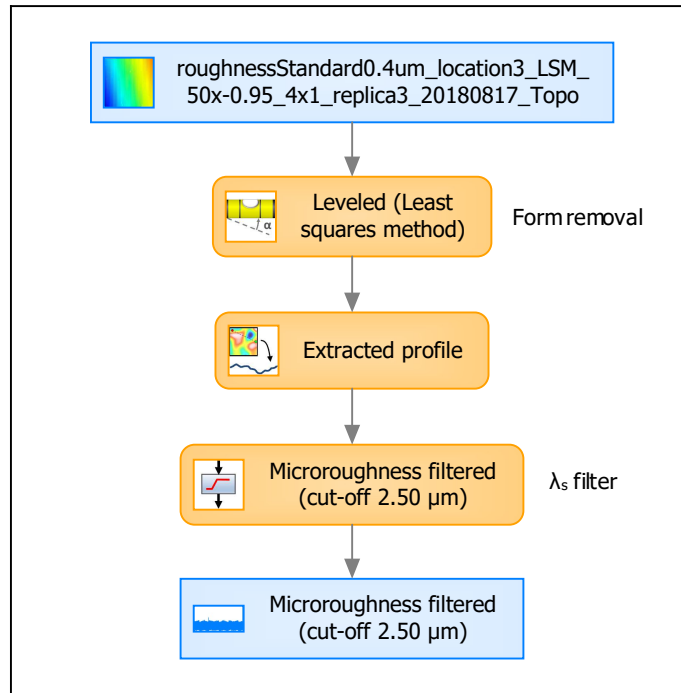 roughnessStandard0.4um_location3_LSM_
50x-0.95_4x1_replica3_20180817_Topo
Leveled (Least
squares method)
Form removal
α
Extracted profile
Microroughness filtered
(cut-off 2.50 µm)
λs filter
Microroughness filtered
(cut-off 2.50 µm)